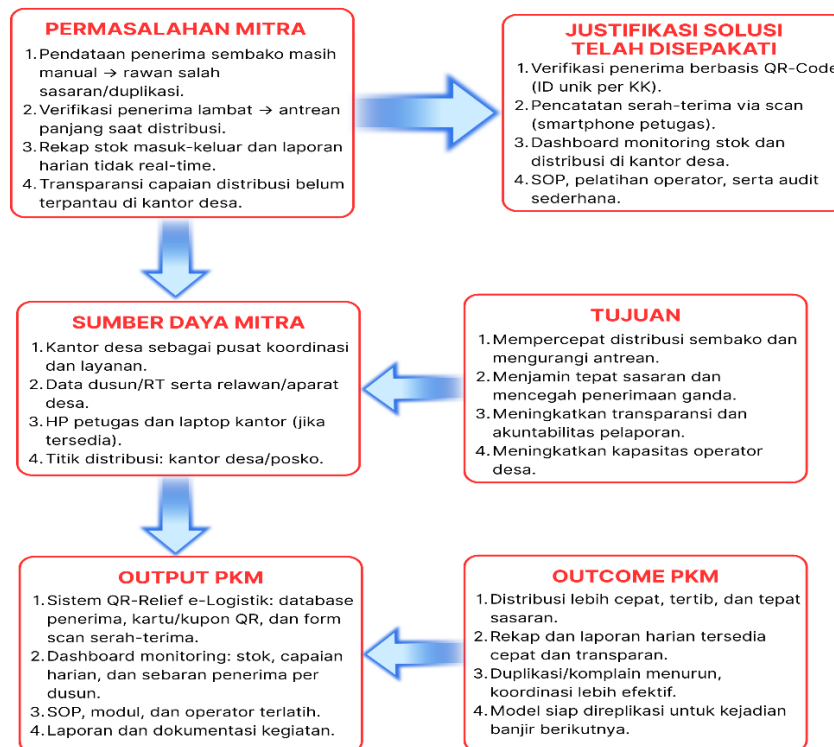 PERMASALAHAN MITRA
1. Pendataan penerima sembako masih
manual → rawan salah
sasaran/duplikasi.
2. Verifikasi penerima lambat → antrean
panjang saat distribusi.
3. Rekap stok masuk-keluar dan laporan
harian tidak real-time.
4. Transparansi capaian distribusi belum
terpantau di kantor desa.
JUSTIFIKASI SOLUSI
TELAH DISEPAKATI
1. Verifikasi penerima berbasis QR-Code
(ID unik per KK).
2. Pencatatan serah-terima via scan
(smartphone petugas).
3. Dashboard monitoring stok dan
distribusi di kantor desa.
4. SOP, pelatihan operator, serta audit
sederhana.
SUMBER DAYA MITRA
1. Kantor desa sebagai pusat koordinasi
dan layanan.
2. Data dusun/RT serta relawan/aparat
desa.
3. HP petugas dan laptop kantor (jika
tersedia).
4. Titik distribusi: kantor desa/posko.
TUJUAN
1. Mempercepat distribusi sembako dan
mengurangi antrean.
2. Menjamin tepat sasaran dan
mencegah penerimaan ganda.
3. Meningkatkan transparansi dan
akuntabilitas pelaporan.
4. Meningkatkan kapasitas operator
desa.
OUTPUT PKM
1. Sistem QR-Relief e-Logistik: database
penerima, kartu/kupon QR, dan form
scan serah-terima.
2. Dashboard monitoring: stok, capaian
harian, dan sebaran penerima per
dusun.
3. SOP, modul, dan operator terlatih.
4. Laporan dan dokumentasi kegiatan.
OUTCOME PKM
1. Distribusi lebih cepat, tertib, dan tepat
sasaran.
2. Rekap dan laporan harian tersedia
cepat dan transparan.
3. Duplikasi/komplain menurun,
koordinasi lebih efektif.
4. Model siap direplikasi untuk kejadian
banjir berikutnya.